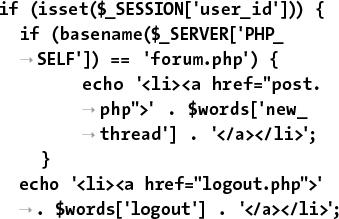 if (isset($_SESSION['user_id'])) {
if (basename($_SERVER['PHP_
→ SELF']) == 'forum.php') {
echo '<li><a href="post.
→ php">' . $words['new_
→ thread'] . '</a></li>';
}
echo '<li><a href="logout.php">'
→ . $words['logout'] . '</a></li>';